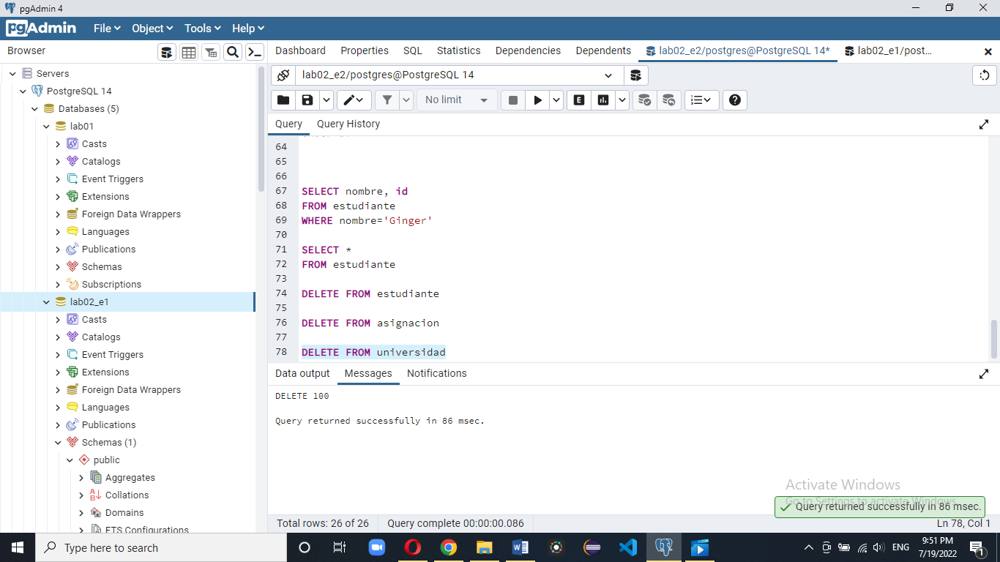 pgAdmin 4
pgAdmin File Object Tools Help
Browser
Dashboard Properties SQL Statistics Dependencies Dependents lab02_e2/postgres@PostgreSQL 14* lab02_e1/post...
Servers
PostgreSQL 14
Databases (5)
lab01
Casts
Catalogs
Event Triggers
Extensions
Foreign Data Wrappers
Languages
Publications
Schemas
Subscriptions
lab02_e1
Casts
Catalogs
Event Triggers
Extensions
Foreign Data Wrappers
Languages
Publications
Schemas (1)
public
Aggregates
Collations
Domains
FTS Configurations
lab02_e2/postgres@PostgreSQL 14
No limit
E
Query Query History
64
65
66
67 SELECT nombre, id
68 FROM estudiante
69 WHERE nombre='Ginger'
70
71 SELECT *
72 FROM estudiante
73
74 DELETE FROM estudiante
75
76 DELETE FROM asignacion
77
78 DELETE FROM universidad
Data output Messages Notifications
DELETE 100
Query returned successfully in 86 msec.
Activate Windows
Go to Settings to activate Windows.
Query returned successfully in 86 msec.
Total rows: 26 of 26 Query complete 00:00:00.086 Ln 78, Col 1
Type here to search
ENG
9:51 PM
7/19/2022
1